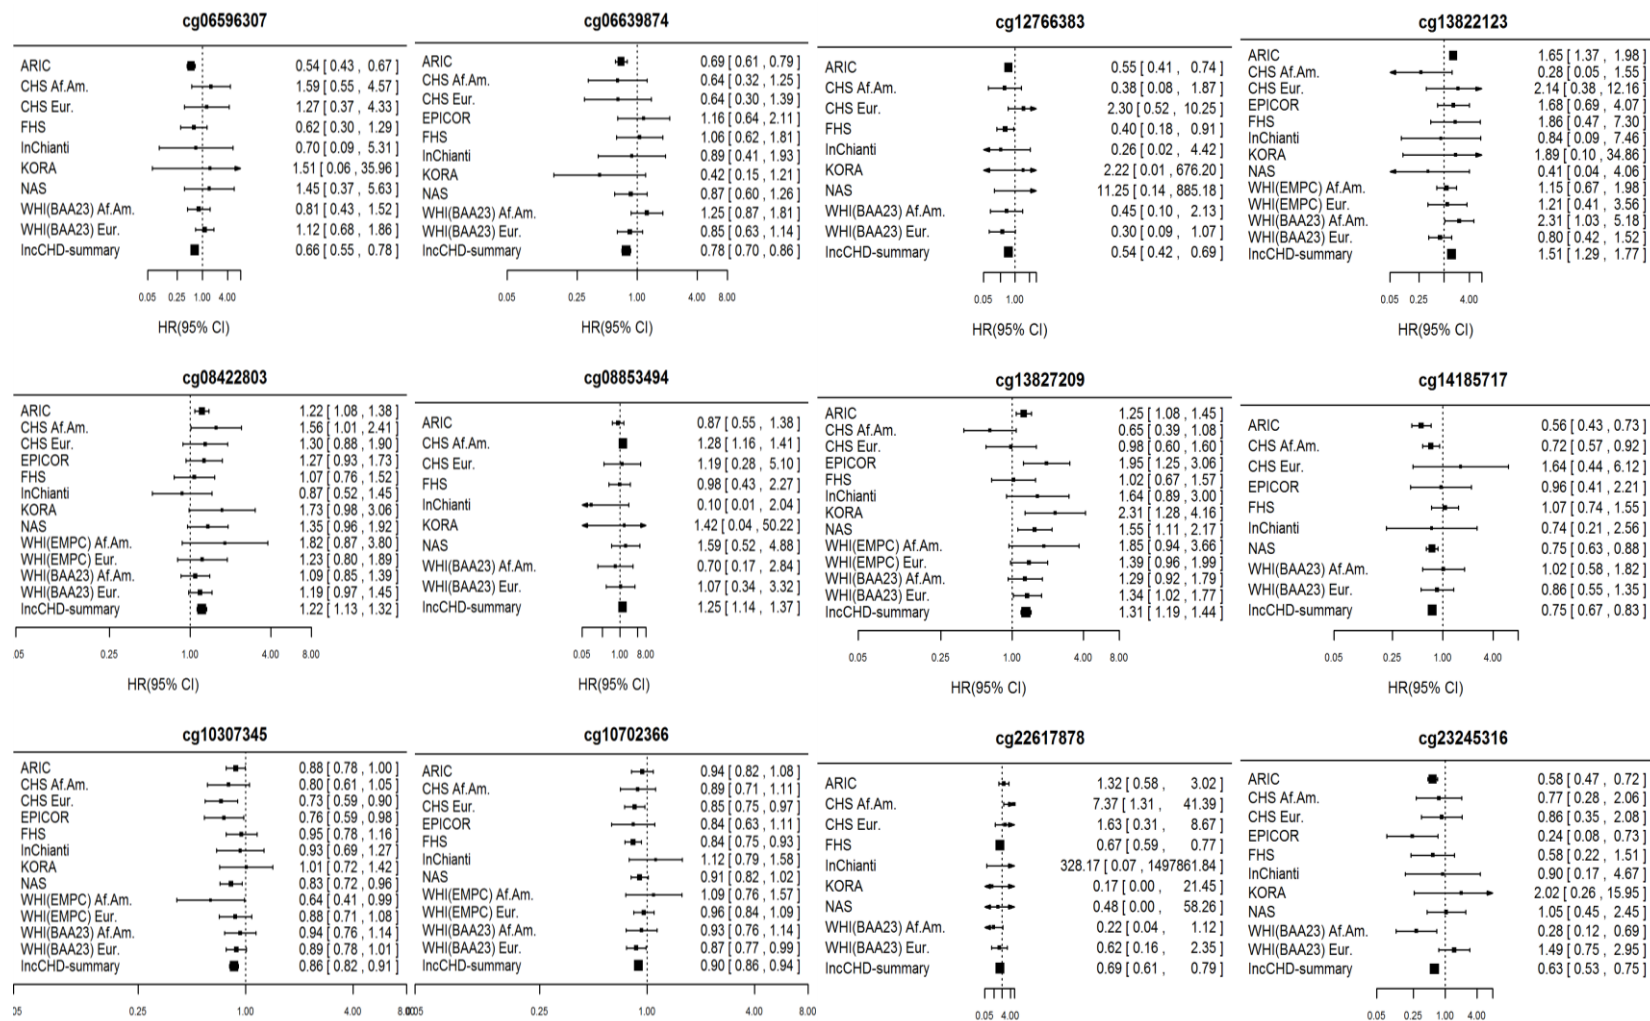 cg06596307
ARIC 0.54 [ 0.43 , 0.67 ]
CHS Af.Am. 1.59 [ 0.55 , 4.57 ]
CHS Eur. 1.27 [ 0.37 , 4.33 ]
FHS 0.62 [ 0.30 , 1.29 ]
InChianti 0.70 [ 0.09 , 5.31 ]
KORA 1.51 [ 0.06 , 35.96 ]
NAS 1.45 [ 0.37 , 5.63 ]
WHI(BAA23) Af.Am. 0.81 [ 0.43 , 1.52 ]
WHI(BAA23) Eur. 1.12 [ 0.68 , 1.86 ]
IncCHD-summary 0.66 [ 0.55 , 0.78 ]
0.05 0.25 1.00 4.00
HR(95% CI)
cg06639874
ARIC 0.69 [ 0.61 , 0.79 ]
CHS Af.Am. 0.64 [ 0.32 , 1.25 ]
CHS Eur. 0.64 [ 0.30 , 1.39 ]
EPICOR 1.16 [ 0.64 , 2.11 ]
FHS 1.06 [ 0.62 , 1.81 ]
InChianti 0.89 [ 0.41 , 1.93 ]
KORA 0.42 [ 0.15 , 1.21 ]
NAS 0.87 [ 0.60 , 1.26 ]
WHI(BAA23) Af.Am. 1.25 [ 0.87 , 1.81 ]
WHI(BAA23) Eur. 0.85 [ 0.63 , 1.14 ]
IncCHD-summary 0.78 [ 0.70 , 0.86 ]
0.05 0.25 1.00 4.00 8.00
HR(95% CI)
cg12766383
ARIC 0.55 [ 0.41 , 0.74 ]
CHS Af.Am. 0.38 [ 0.08 , 1.87 ]
CHS Eur. 2.30 [ 0.52 , 10.25 ]
FHS 0.40 [ 0.18 , 0.91 ]
InChianti 0.26 [ 0.02 , 4.42 ]
KORA 2.22 [ 0.01 , 676.20 ]
NAS 11.25 [ 0.14 , 885.18 ]
WHI(BAA23) Af.Am. 0.45 [ 0.10 , 2.13 ]
WHI(BAA23) Eur. 0.30 [ 0.09 , 1.07 ]
IncCHD-summary 0.54 [ 0.42 , 0.69 ]
0.05 1.00
HR(95% CI)
cg13822123
ARIC 1.65 [ 1.37 , 1.98 ]
CHS Af.Am. 0.28 [ 0.05 , 1.55 ]
CHS Eur. 2.14 [ 0.38 , 12.16 ]
EPICOR 1.68 [ 0.69 , 4.07 ]
FHS 1.86 [ 0.47 , 7.30 ]
InChianti 0.84 [ 0.09 , 7.46 ]
KORA 1.89 [ 0.10 , 34.86 ]
NAS 0.41 [ 0.04 , 4.06 ]
WHI(EMPC) Af.Am. 1.15 [ 0.67 , 1.98 ]
WHI(EMPC) Eur. 1.21 [ 0.41 , 3.56 ]
WHI(BAA23) Af.Am. 2.31 [ 1.03 , 5.18 ]
WHI(BAA23) Eur. 0.80 [ 0.42 , 1.52 ]
IncCHD-summary 1.51 [ 1.29 , 1.77 ]
0.05 0.25 4.00
HR(95% CI)
cg08422803
ARIC 1.22 [ 1.08 , 1.38 ]
CHS Af.Am. 1.56 [ 1.01 , 2.41 ]
CHS Eur. 1.30 [ 0.88 , 1.90 ]
EPICOR 1.27 [ 0.93 , 1.73 ]
FHS 1.07 [ 0.76 , 1.52 ]
InChianti 0.87 [ 0.52 , 1.45 ]
KORA 1.73 [ 0.98 , 3.06 ]
NAS 1.35 [ 0.96 , 1.92 ]
WHI(EMPC) Af.Am. 1.82 [ 0.87 , 3.80 ]
WHI(EMPC) Eur. 1.23 [ 0.80 , 1.89 ]
WHI(BAA23) Af.Am. 1.09 [ 0.85 , 1.39 ]
WHI(BAA23) Eur. 1.19 [ 0.97 , 1.45 ]
IncCHD-summary 1.22 [ 1.13 , 1.32 ]
0.05 0.25 1.00 4.00 8.00
HR(95% CI)
cg08853494
ARIC 0.87 [ 0.55 , 1.38 ]
CHS Af.Am. 1.28 [ 1.16 , 1.41 ]
CHS Eur. 1.19 [ 0.28 , 5.10 ]
FHS 0.98 [ 0.43 , 2.27 ]
InChianti 0.10 [ 0.01 , 2.04 ]
KORA 1.42 [ 0.04 , 50.22 ]
NAS 1.59 [ 0.52 , 4.88 ]
WHI(BAA23) Af.Am. 0.70 [ 0.17 , 2.84 ]
WHI(BAA23) Eur. 1.07 [ 0.34 , 3.32 ]
IncCHD-summary 1.25 [ 1.14 , 1.37 ]
0.05 1.00 8.00
HR(95% CI)
cg13827209
ARIC 1.25 [ 1.08 , 1.45 ]
CHS Af.Am. 0.65 [ 0.39 , 1.08 ]
CHS Eur. 0.98 [ 0.60 , 1.60 ]
EPICOR 1.95 [ 1.25 , 3.06 ]
FHS 1.02 [ 0.67 , 1.57 ]
InChianti 1.64 [ 0.89 , 3.00 ]
KORA 2.31 [ 1.28 , 4.16 ]
NAS 1.55 [ 1.11 , 2.17 ]
WHI(EMPC) Af.Am. 1.85 [ 0.94 , 3.66 ]
WHI(EMPC) Eur. 1.39 [ 0.96 , 1.99 ]
WHI(BAA23) Af.Am. 1.29 [ 0.92 , 1.79 ]
WHI(BAA23) Eur. 1.34 [ 1.02 , 1.77 ]
IncCHD-summary 1.31 [ 1.19 , 1.44 ]
0.05 0.25 1.00 4.00 8.00
HR(95% CI)
cg14185717
ARIC 0.56 [ 0.43 , 0.73 ]
CHS Af.Am. 0.72 [ 0.57 , 0.92 ]
CHS Eur. 1.64 [ 0.44 , 6.12 ]
EPICOR 0.96 [ 0.41 , 2.21 ]
FHS 1.07 [ 0.74 , 1.55 ]
InChianti 0.74 [ 0.21 , 2.56 ]
NAS 0.75 [ 0.63 , 0.88 ]
WHI(BAA23) Af.Am. 1.02 [ 0.58 , 1.82 ]
WHI(BAA23) Eur. 0.86 [ 0.55 , 1.35 ]
IncCHD-summary 0.75 [ 0.67 , 0.83 ]
0.05 0.25 1.00 4.00
HR(95% CI)
cg10307345
ARIC 0.88 [ 0.78 , 1.00 ]
CHS Af.Am. 0.80 [ 0.61 , 1.05 ]
CHS Eur. 0.73 [ 0.59 , 0.90 ]
EPICOR 0.76 [ 0.59 , 0.98 ]
FHS 0.95 [ 0.78 , 1.16 ]
InChianti 0.93 [ 0.69 , 1.27 ]
KORA 1.01 [ 0.72 , 1.42 ]
NAS 0.83 [ 0.72 , 0.96 ]
WHI(EMPC) Af.Am. 0.64 [ 0.41 , 0.99 ]
WHI(EMPC) Eur. 0.88 [ 0.71 , 1.08 ]
WHI(BAA23) Af.Am. 0.94 [ 0.76 , 1.14 ]
WHI(BAA23) Eur. 0.89 [ 0.78 , 1.01 ]
IncCHD-summary 0.86 [ 0.82 , 0.91 ]
0.25 1.00 4.00
cg10702366
ARIC 0.94 [ 0.82 , 1.08 ]
CHS Af.Am. 0.89 [ 0.71 , 1.11 ]
CHS Eur. 0.85 [ 0.75 , 0.97 ]
EPICOR 0.84 [ 0.63 , 1.11 ]
FHS 0.84 [ 0.75 , 0.93 ]
InChianti 1.12 [ 0.79 , 1.58 ]
NAS 0.91 [ 0.82 , 1.02 ]
WHI(EMPC) Af.Am. 1.09 [ 0.76 , 1.57 ]
WHI(EMPC) Eur. 0.96 [ 0.84 , 1.09 ]
WHI(BAA23) Af.Am. 0.93 [ 0.76 , 1.14 ]
WHI(BAA23) Eur. 0.87 [ 0.77 , 0.99 ]
IncCHD-summary 0.90 [ 0.86 , 0.94 ]
0.25 1.00 4.00 8.00
cg22617878
ARIC 1.32 [ 0.58 , 3.02 ]
CHS Af.Am. 7.37 [ 1.31 , 41.39 ]
CHS Eur. 1.63 [ 0.31 , 8.67 ]
FHS 0.67 [ 0.59 , 0.77 ]
InChianti 328.17 [ 0.07 , 1497861.84 ]
KORA 0.17 [ 0.00 , 21.45 ]
NAS 0.48 [ 0.00 , 58.26 ]
WHI(BAA23) Af.Am. 0.22 [ 0.04 , 1.12 ]
WHI(BAA23) Eur. 0.62 [ 0.16 , 2.35 ]
IncCHD-summary 0.69 [ 0.61 , 0.79 ]
0.05 4.00
cg23245316
ARIC 0.58 [ 0.47 , 0.72 ]
CHS Af.Am. 0.77 [ 0.28 , 2.06 ]
CHS Eur. 0.86 [ 0.35 , 2.08 ]
EPICOR 0.24 [ 0.08 , 0.73 ]
FHS 0.58 [ 0.22 , 1.51 ]
InChianti 0.90 [ 0.17 , 4.67 ]
KORA 2.02 [ 0.26 , 15.95 ]
NAS 1.05 [ 0.45 , 2.45 ]
WHI(BAA23) Af.Am. 0.28 [ 0.12 , 0.69 ]
WHI(BAA23) Eur. 1.49 [ 0.75 , 2.95 ]
IncCHD-summary 0.63 [ 0.53 , 0.75 ]
0.05 0.25 1.00 4.00